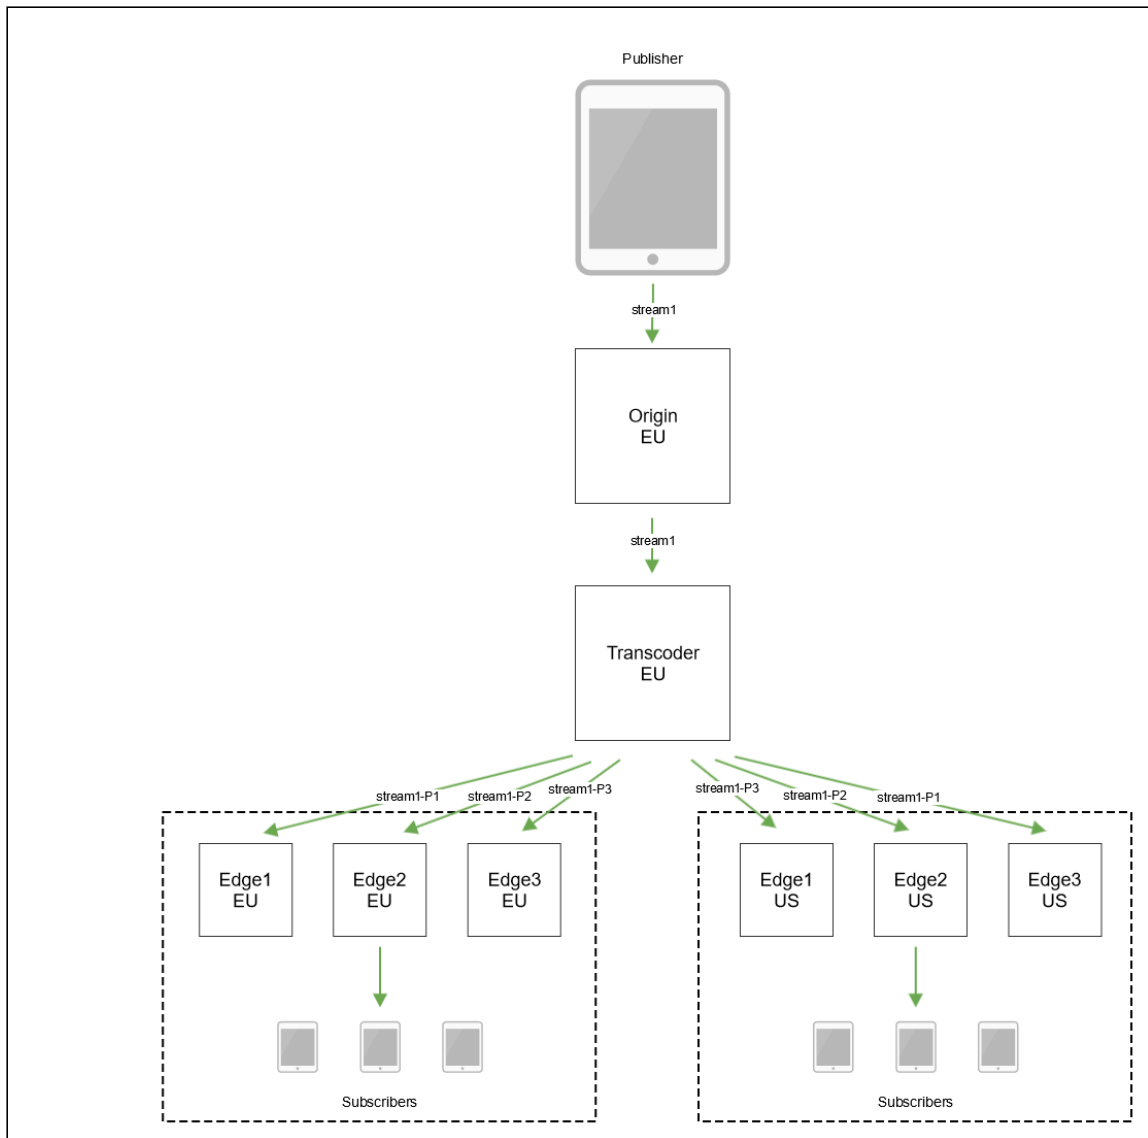 Publisher
stream1
Origin
EU
stream1
Transcoder
EU
stream1-P1
stream1-P2
stream1-P3
stream1-P3
stream1-P2
stream1-P1
Edge1
EU
Edge2
EU
Edge3
EU
Edge1
US
Edge2
US
Edge3
US
Subscribers
Subscribers